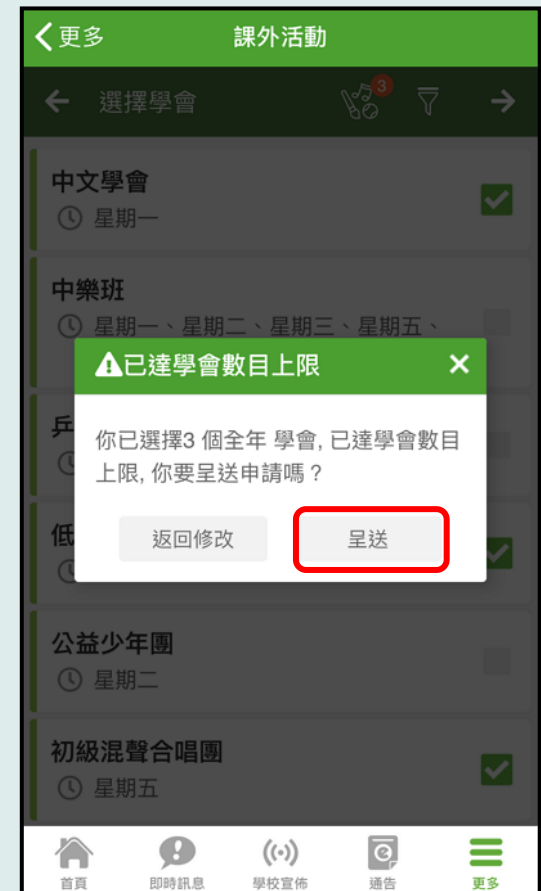 更多
課外活動
選擇學會
3
中文學會
星期一
中樂班
星期一、星期二、星期三、星期五、
已達學會數目上限
乒
你已選擇3 個全年 學會, 已達學會數目
上限, 你要呈送申請嗎？
返回修改
呈送
低
公益少年團
星期二
初級混聲合唱團
星期五
首頁
即時訊息
學校宣佈
通告
更多